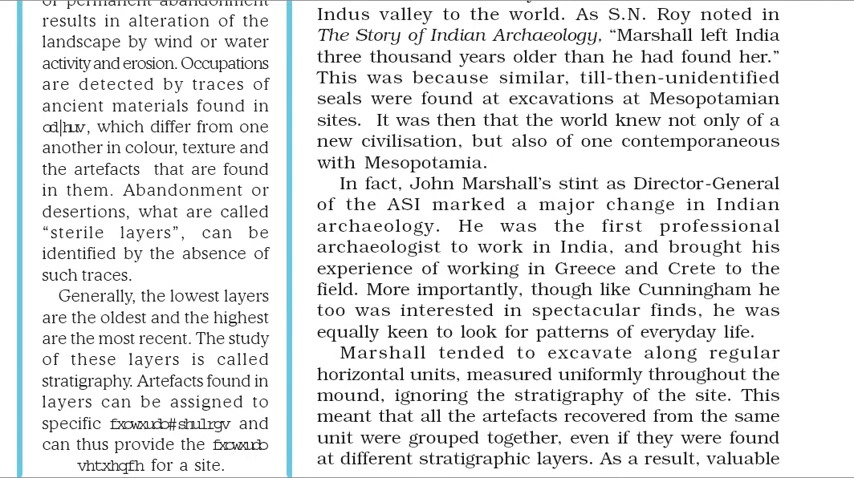 or permanent abandonment
results in alteration of the
landscape by wind or water
activity and erosion. Occupations
are detected by traces of
ancient materials found in
od|huv, which differ from one
another in colour, texture and
the artefacts that are found
in them. Abandonment or
desertions, what are called
“sterile layers”, can be
identified by the absence of
such traces.
Generally, the lowest layers
are the oldest and the highest
are the most recent. The study
of these layers is called
stratigraphy. Artefacts found in
layers can be assigned to
specific fxowxudo#shulrgv and
can thus provide the fxowxudo
vhtxhqfh for a site.
Indus valley to the world. As S.N. Roy noted in
The Story of Indian Archaeology, “Marshall left India
three thousand years older than he had found her.”
This was because similar, till-then-unidentified
seals were found at excavations at Mesopotamian
sites. It was then that the world knew not only of a
new civilisation, but also of one contemporaneous
with Mesopotamia.
In fact, John Marshall’s stint as Director-General
of the ASI marked a major change in Indian
archaeology. He was the first professional
archaeologist to work in India, and brought his
experience of working in Greece and Crete to the
field. More importantly, though like Cunningham he
too was interested in spectacular finds, he was
equally keen to look for patterns of everyday life.
Marshall tended to excavate along regular
horizontal units, measured uniformly throughout the
mound, ignoring the stratigraphy of the site. This
meant that all the artefacts recovered from the same
unit were grouped together, even if they were found
at different stratigraphic layers. As a result, valuable